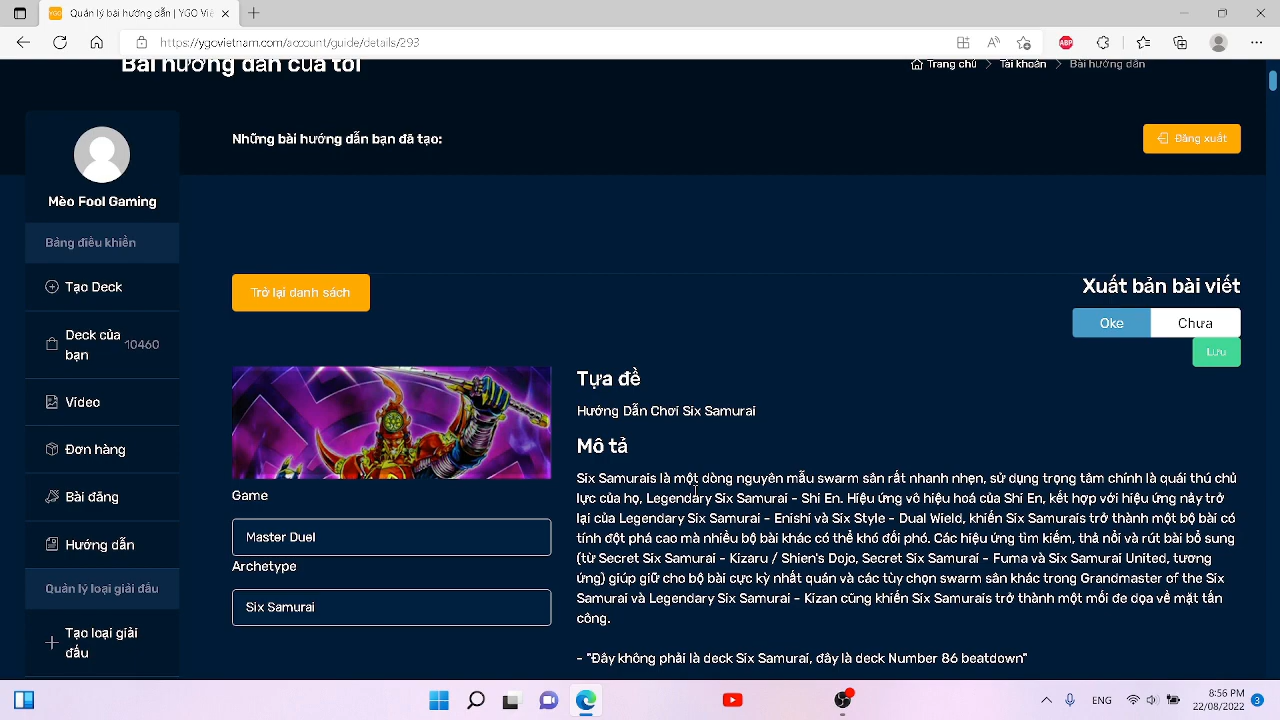 Quản lý bài hướng dẫn | YGO Vie
https://ygovietnam.com/account/guide/details/293
ABP
Bài hướng dẫn của tôi
Trang chủ > Tài khoản > Bài hướng dẫn
Những bài hướng dẫn bạn đã tạo:
Đăng xuất
Mèo Fool Gaming
Bảng điều khiển
Tạo Deck
Deck của bạn 10460
Video
Đơn hàng
Bài đăng
Hướng dẫn
Quản lý loại giải đấu
Tạo loại giải đấu
Trở lại danh sách
Xuất bản bài viết
Oke
Chưa
Lưu
Game
Master Duel
Archetype
Six Samurai
Tựa đề
Hướng Dẫn Chơi Six Samurai
Mô tả
Six Samurais là một dòng nguyên mẫu swarm sân rất nhanh nhẹn, sử dụng trọng tâm chính là quái thú chủ
lực của họ, Legendary Six Samurai - Shi En. Hiệu ứng vô hiệu hoá của Shi En, kết hợp với hiệu ứng này trở
lại của Legendary Six Samurai - Enishi và Six Style - Dual Wield, khiến Six Samurais trở thành một bộ bài có
tính đột phá cao mà nhiều bộ bài khác có thể khó đối phó. Các hiệu ứng tìm kiếm, thả nổi và rút bài bổ sung
(từ Secret Six Samurai - Kizaru / Shien's Dojo, Secret Six Samurai - Fuma và Six Samurai United, tương
ứng) giúp giữ cho bộ bài cực kỳ nhất quán và các tùy chọn swarm sân khác trong Grandmaster of the Six
Samurai và Legendary Six Samurai - Kizan cũng khiến Six Samurais trở thành một mối đe dọa về mặt tấn
công.
- "Đây không phải là deck Six Samurai, đây là deck Number 86 beatdown"
ENG
8:56 PM
22/08/2022
3